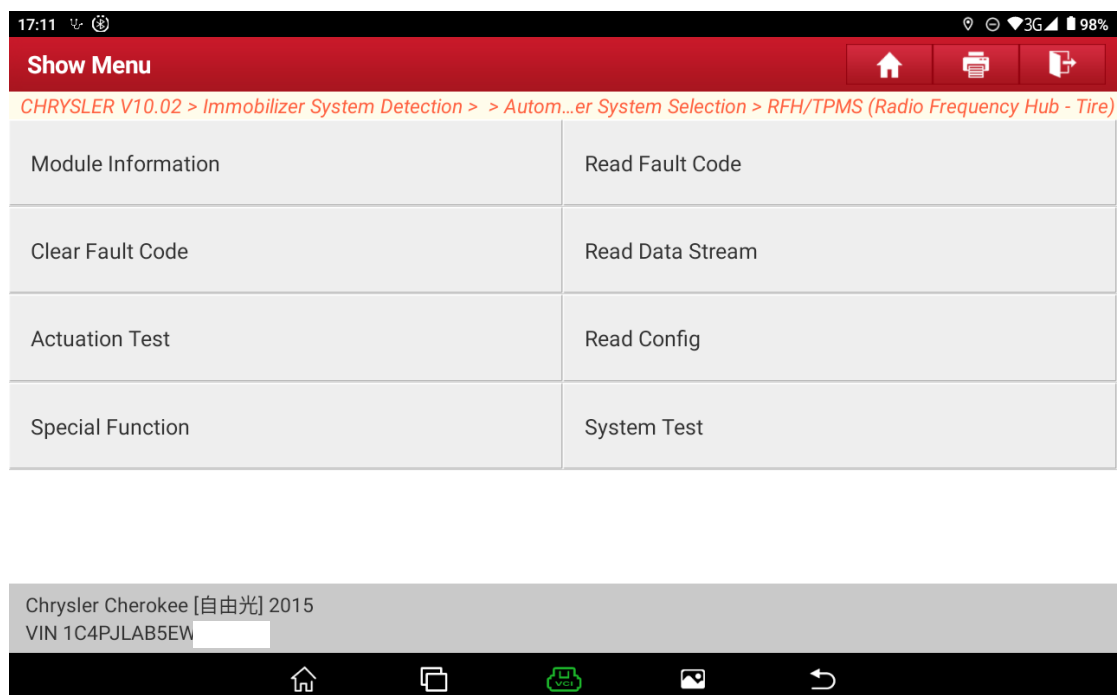 17:11 3G 98%
Show Menu
CHRYSLER V10.02 > Immobilizer System Detection > > Autom...er System Selection > RFH/TPMS (Radio Frequency Hub - Tire)
Module Information Read Fault Code
Clear Fault Code Read Data Stream
Actuation Test Read Config
Special Function System Test
Chrysler Cherokee [自由光] 2015
VIN 1C4PJLAB5EW
VCI